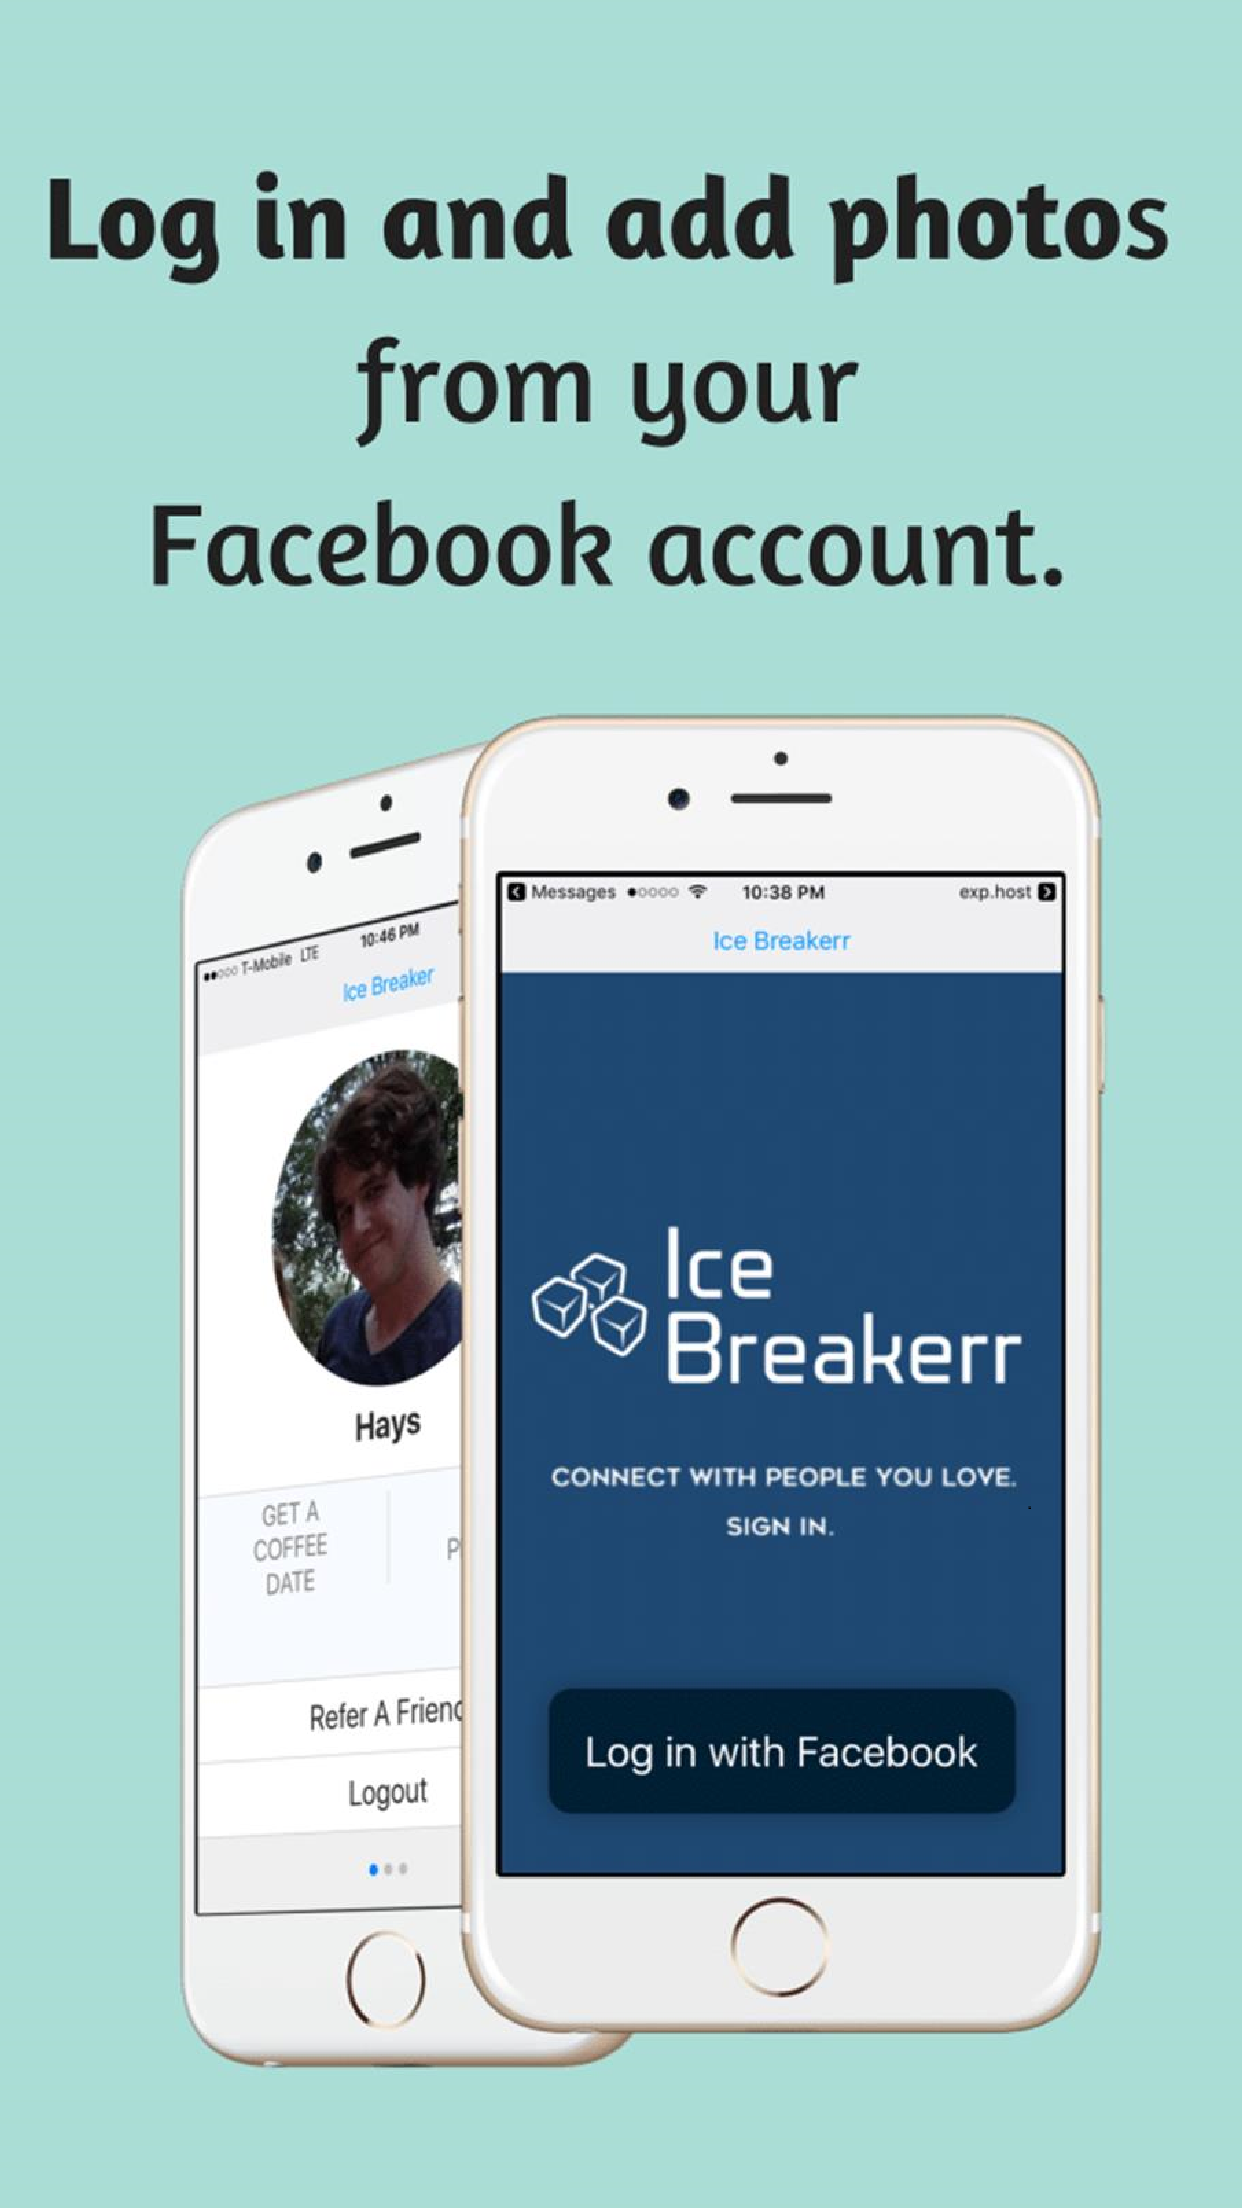 Log in and add photos
from your
Facebook account.
Messages 10:38 PM exp.host
Ice Breakerr
Ice
Breakerr
CONNECT WITH PEOPLE YOU LOVE.
SIGN IN.
Log in with Facebook
T-Mobile LTE 10:46 PM
Ice Breaker
Hays
GET A
COFFEE
DATE
P
Refer A Frien
Logout